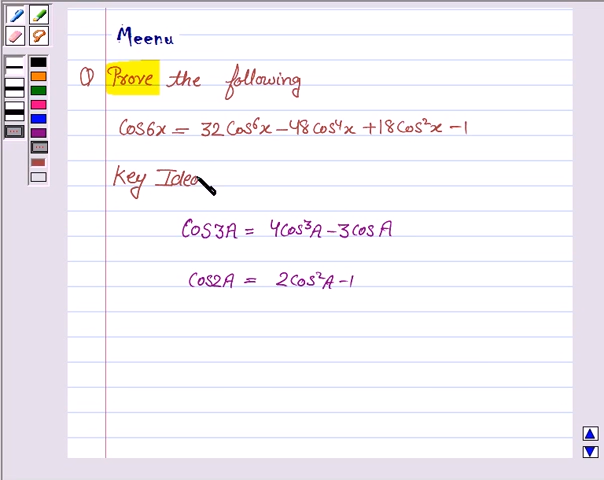 Meenu
Q Prove the following
Cos6x = 32Cos⁶x - 48cos⁴x + 18cos²x - 1
Key Idea
Cos3A = 4cos³A - 3cosA
Cos2A = 2cos²A - 1